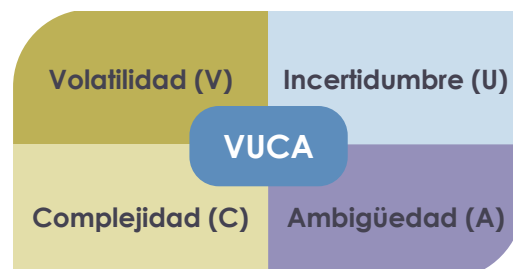 Volatilidad (V)
Incertidumbre (U)
VUCA
Complejidad (C)
Ambigüedad (A)